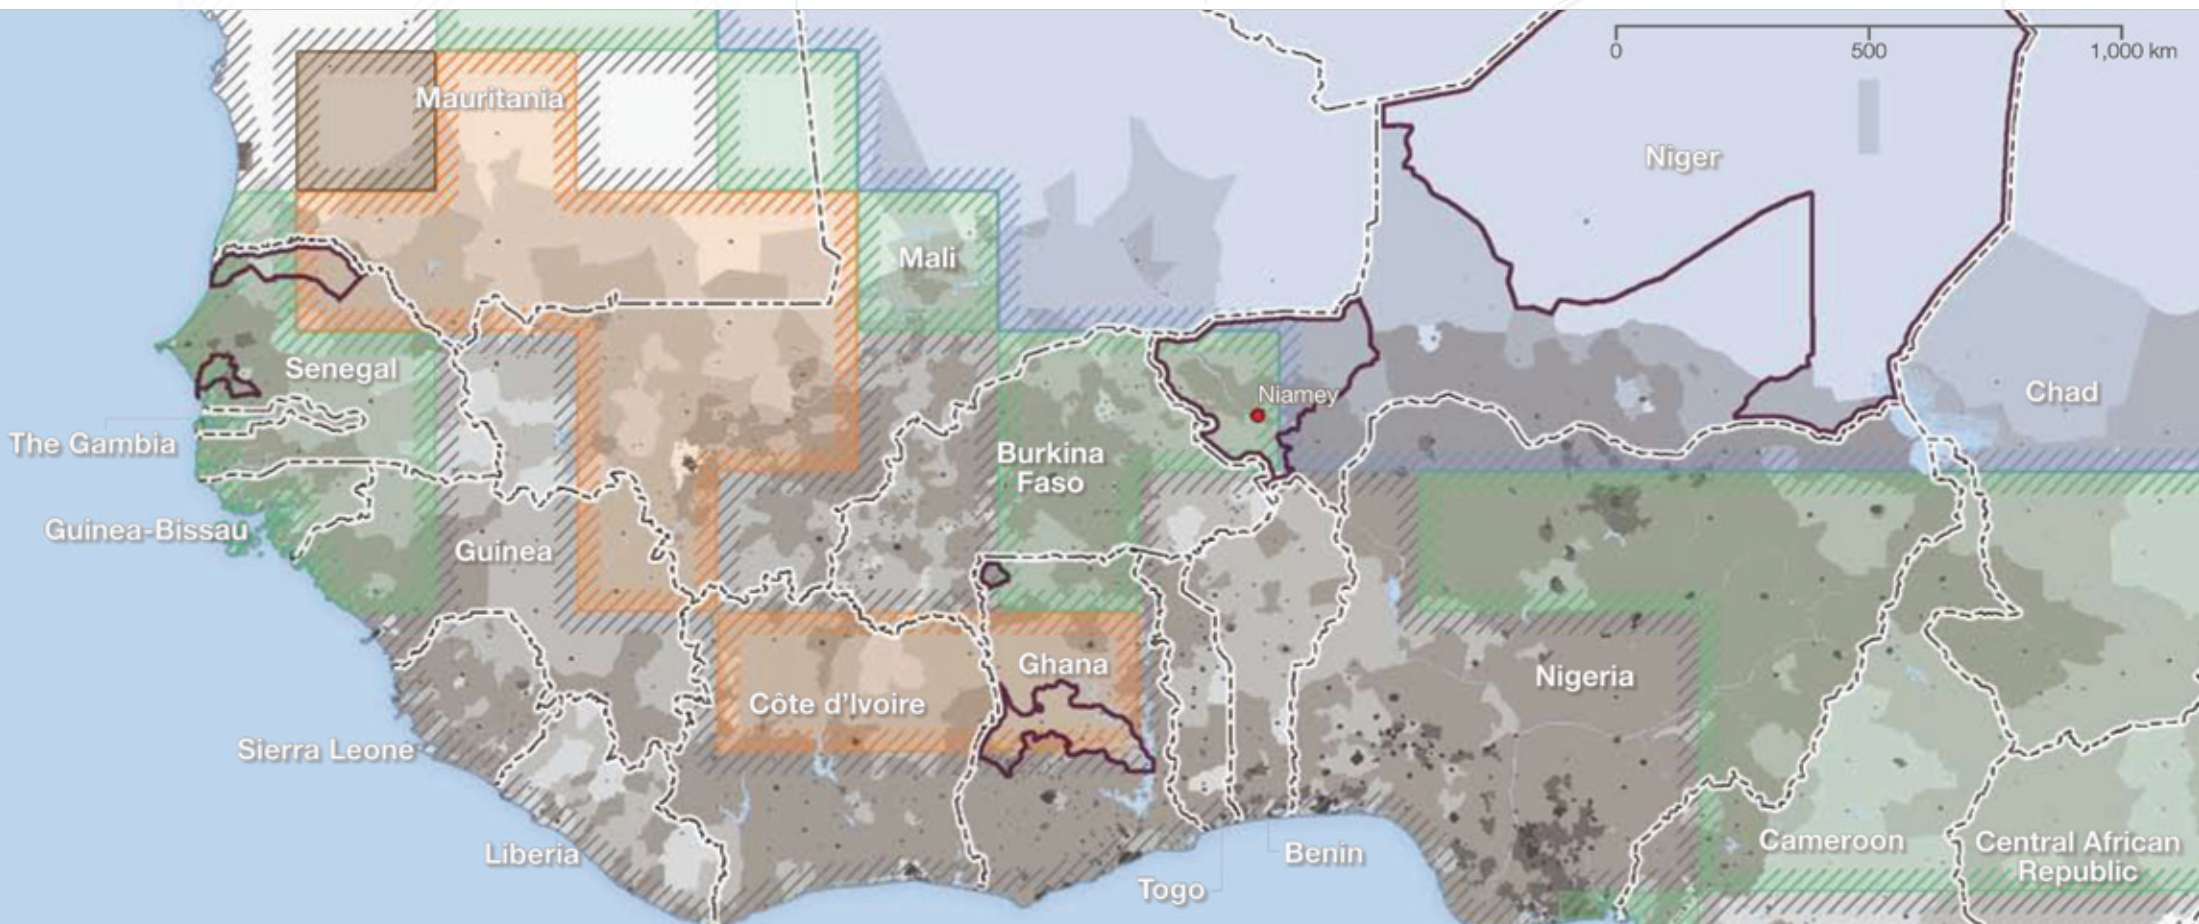 0 500 1,000 km
Mauritania
Niger
Mali
Senegal
Niamey
Chad
The Gambia
Burkina
Faso
Guinea-Bissau
Guinea
Ghana
Nigeria
Côte d'Ivoire
Sierra Leone
Liberia
Benin
Cameroon
Central African
Republic
Togo